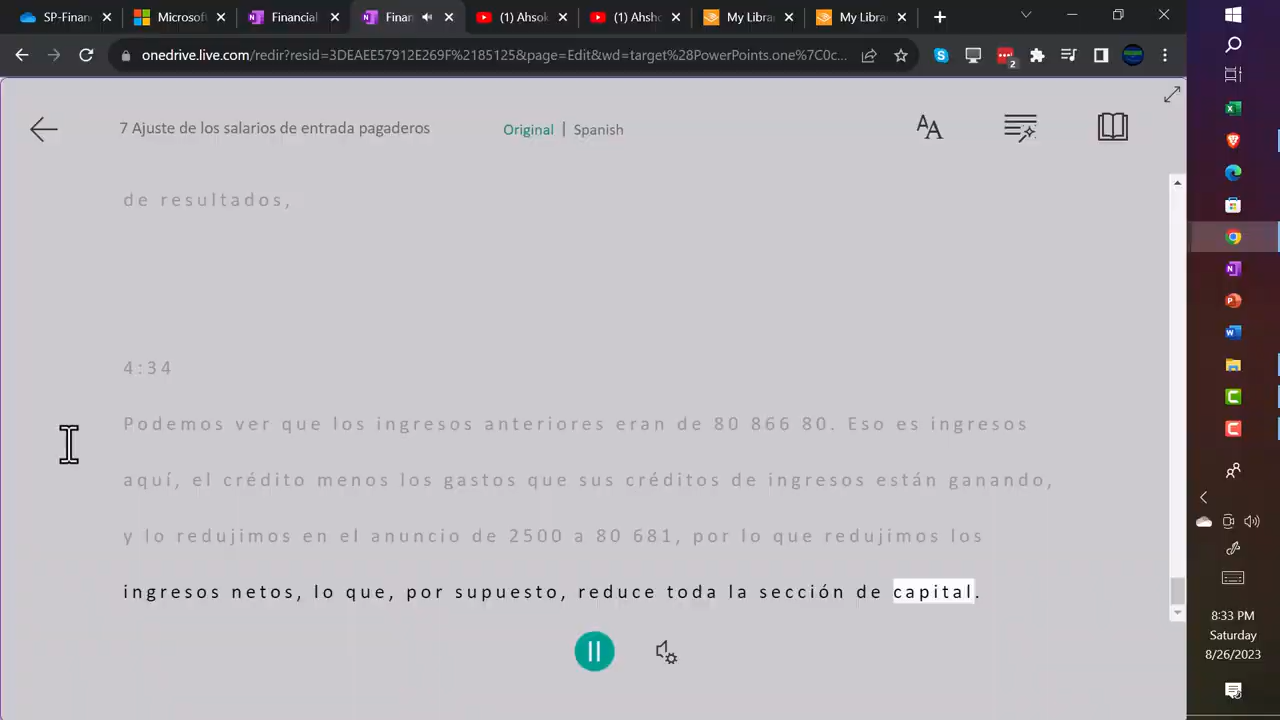 SP-Finan
Microsof
Financial
Finan
(1) Ahsok
(1) Ahsho
My Libra
My Libra
onedrive.live.com/redir?resid=3DEAEE57912E269F%2185125&page=Edit&wd=target%28PowerPoints.one%7C0c...
2
7 Ajuste de los salarios de entrada pagaderos
Original | Spanish
de resultados,
4:34
Podemos ver que los ingresos anteriores eran de 80 866 80. Eso es ingresos
aquí, el crédito menos los gastos que sus créditos de ingresos están ganando,
y lo redujimos en el anuncio de 2500 a 80 681, por lo que redujimos los
ingresos netos, lo que, por supuesto, reduce toda la sección de capital.
8:33 PM
Saturday
8/26/2023